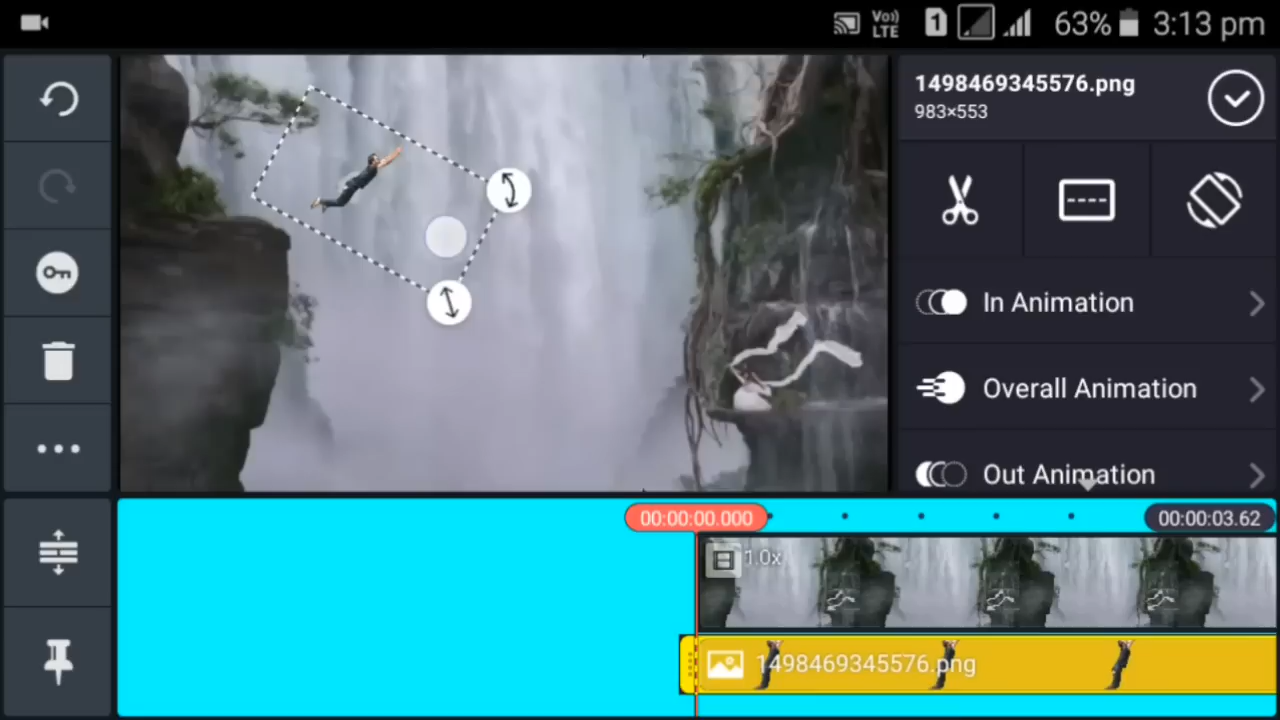 Vo))
LTE
1
63%
3:13 pm
1498469345576.png
983×553
In Animation
Overall Animation
Out Animation
00:00:00.000
00:00:03.62
1.0x
1498469345576.png